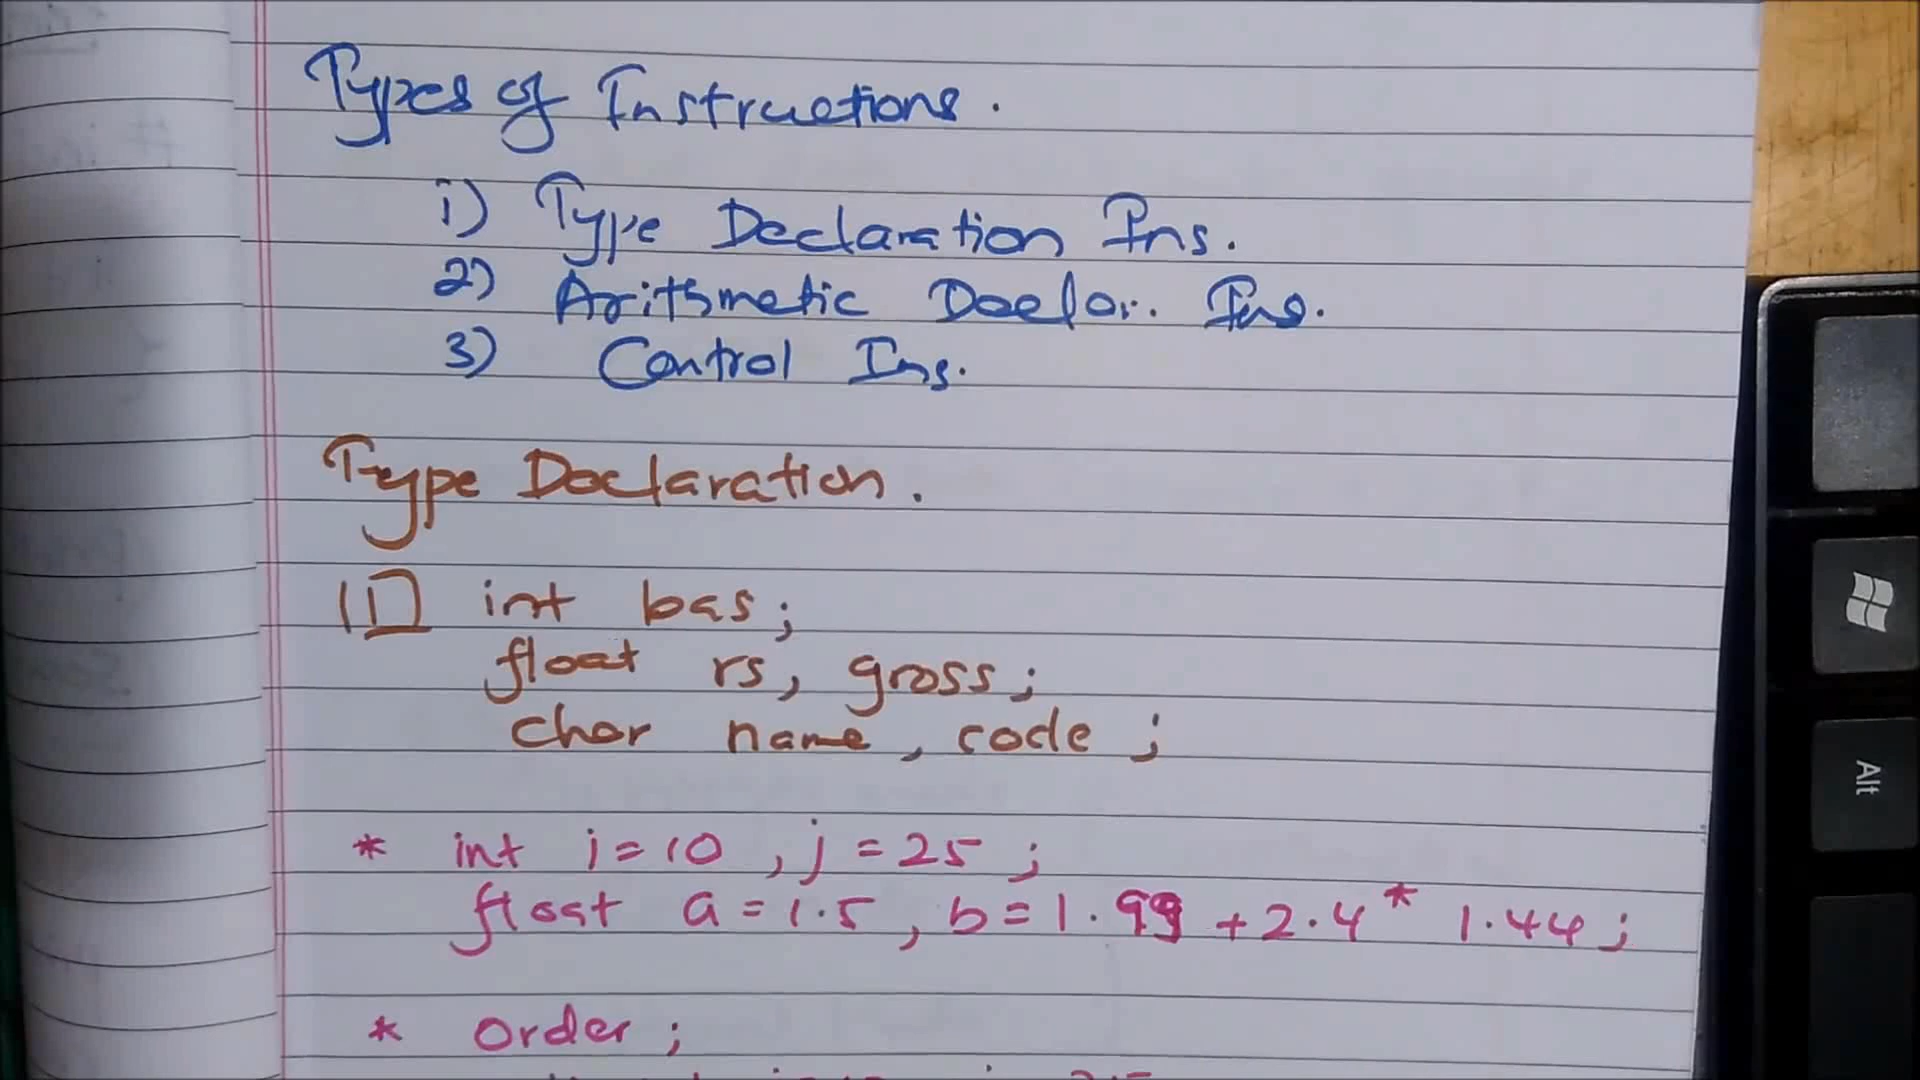 Types of Instructions.
1) Type Declaration Ins.
2) Arithmetic Declar. Ins.
3) Control Ins.
Type Declaration.
1] int bas;
float rs, gross;
char name, code;
* int i=10, j=25;
float a=1.5, b=1.99+2.4* 1.44;
* Order;
Alt